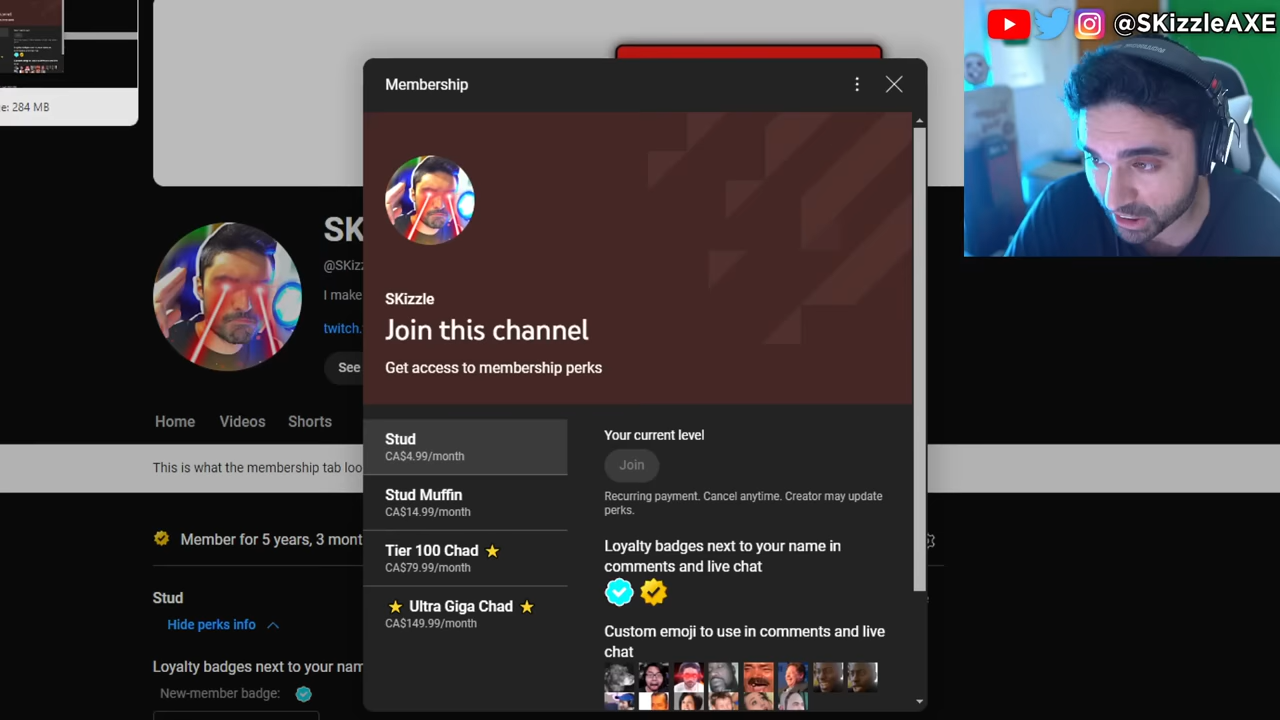 @SKizzleAXE
e: 284 MB
Membership
SK
@SKizz
I make
twitch.
See
Home Videos Shorts
This is what the membership tab loo
Member for 5 years, 3 mont
Stud
Hide perks info
Loyalty badges next to your nam
New-member badge:
SKizzle
Join this channel
Get access to membership perks
Stud
CA$4.99/month
Stud Muffin
CA$14.99/month
Tier 100 Chad
CA$79.99/month
Ultra Giga Chad
CA$149.99/month
Your current level
Join
Recurring payment. Cancel anytime. Creator may update
perks.
Loyalty badges next to your name in
comments and live chat
Custom emoji to use in comments and live
chat